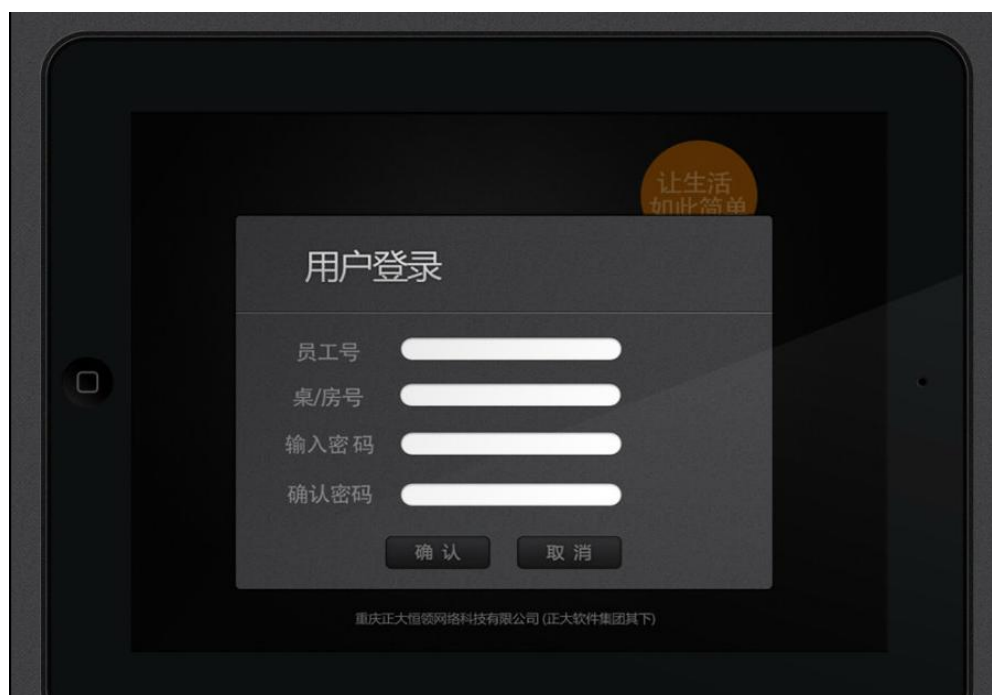 让生活
如此简单
用户登录
员工号
桌/房号
输入密码
确认密码
确 认
取 消
重庆正大恒领网络科技有限公司 (正大软件集团其下)